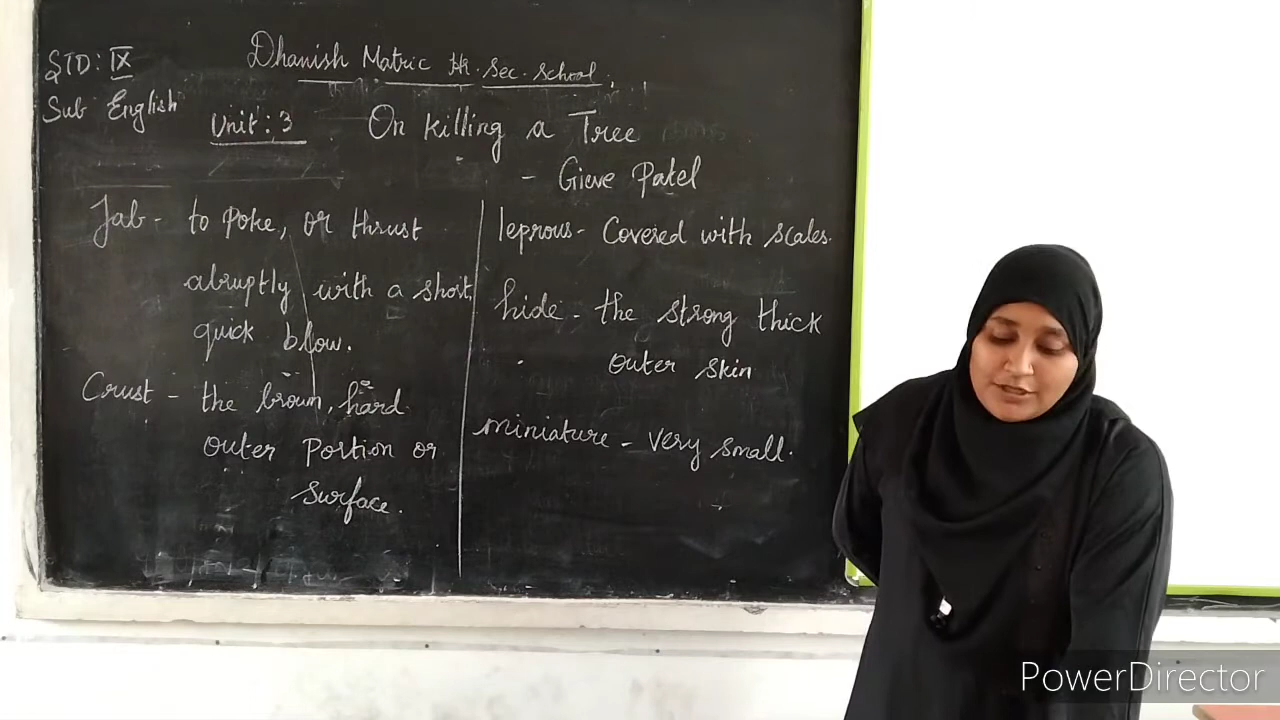 STD: IX
Dhanish Matric Hr. Sec. School.
Sub English
Unit: 3 On killing a Tree
- Gieve Patel
Jab - to poke, or thrust
abruptly with a short,
quick blow.
Crust - the brown, hard
outer portion or
surface.
leprous - Covered with scales.
hide - the strong thick
outer skin
miniature - very small.
PowerDirector